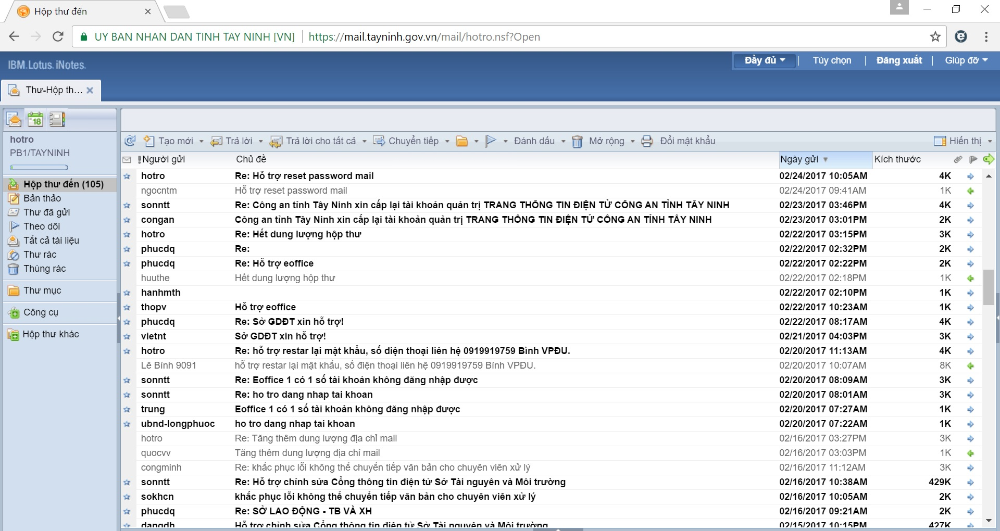 Hộp thư đến
UY BAN NHAN DAN TINH TAY NINH [VN] https://mail.tayninh.gov.vn/mail/hotro.nsf?Open
IBM.Lotus.iNotes. Đầy đủ Tùy chọn Đăng xuất Giúp đỡ
Thư-Hộp th...
18
hotro
PB1/TAYNINH
Hộp thư đến (105)
Bản thảo
Thư đã gửi
Theo dõi
Tất cả tài liệu
Thư rác
Thùng rác
Thư mục
Công cụ
Hộp thư khác
Tạo mới Trả lời Trả lời cho tất cả Chuyển tiếp Đánh dấu Mở rộng Đổi mật khẩu Hiển thị
! Người gửi Chủ đề Ngày gửi Kích thước
hotro Re: Hỗ trợ reset password mail 02/24/2017 10:05AM 4K
ngocntm Hỗ trợ reset password mail 02/24/2017 09:41AM 1K
sonntt Re: Công an tỉnh Tây Ninh xin cấp lại tài khoản quản trị TRANG THÔNG TIN ĐIỆN TỬ CÔNG AN TỈNH TÂY NINH 02/23/2017 03:46PM 4K
congan Công an tỉnh Tây Ninh xin cấp lại tài khoản quản trị TRANG THÔNG TIN ĐIỆN TỬ CÔNG AN TỈNH TÂY NINH 02/23/2017 03:01PM 2K
hotro Re: Hết dung lượng hộp thư 02/22/2017 03:15PM 3K
phucdq Re: 02/22/2017 02:32PM 2K
phucdq Re: Hỗ trợ eoffice 02/22/2017 02:22PM 2K
huuthe Hết dung lượng hộp thư 02/22/2017 02:18PM 1K
hanhmth 02/22/2017 02:10PM 1K
thopv Hỗ trợ eoffice 02/22/2017 10:23AM 1K
phucdq Re: Sở GDĐT xin hỗ trợ! 02/22/2017 08:17AM 4K
vietnt Sở GDĐT xin hỗ trợ! 02/21/2017 04:03PM 3K
hotro Re: hỗ trợ restar lại mật khẩu, số điện thoại liên hệ 0919919759 Bình VPĐU. 02/20/2017 11:13AM 4K
Lê Bình 9091 hỗ trợ restar lại mật khẩu, số điện thoại liên hệ 0919919759 Bình VPĐU. 02/20/2017 10:07AM 8K
sonntt Re: Eoffice 1 có 1 số tài khoản không đăng nhập được 02/20/2017 08:09AM 3K
sonntt Re: ho tro dang nhap tai khoan 02/20/2017 08:01AM 3K
trung Eoffice 1 có 1 số tài khoản không đăng nhập được 02/20/2017 07:27AM 1K
ubnd-longphuoc ho tro dang nhap tai khoan 02/20/2017 07:22AM 1K
hotro Re: Tăng thêm dung lượng địa chỉ mail 02/16/2017 03:27PM 3K
quocvv Tăng thêm dung lượng địa chỉ mail 02/16/2017 03:03PM 1K
congminh Re: khắc phục lỗi không thể chuyển tiếp văn bản cho chuyên viên xử lý 02/16/2017 11:12AM 3K
sonntt Re: Hỗ trợ chỉnh sửa Cổng thông tin điện tử Sở Tài nguyên và Môi trường 02/16/2017 10:38AM 429K
sokhcn khắc phục lỗi không thể chuyển tiếp văn bản cho chuyên viên xử lý 02/16/2017 10:05AM 2K
phucdq Re: SỞ LAO ĐỘNG - TB VÀ XH 02/16/2017 09:21AM 2K
dangdh Hỗ trợ chỉnh sửa Cổng thông tin điện tử Sở Tài nguyên và Môi trường 02/15/2017 10:15PM 427K